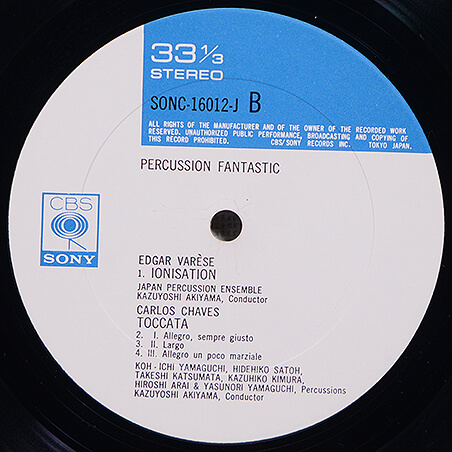 33 1/3
STEREO
SONC-16012-J B
ALL RIGHTS OF THE MANUFACTURER AND OF THE OWNER OF THE RECORDED WORK
RESERVED. UNAUTHORIZED PUBLIC PERFORMANCE, BROADCASTING AND COPYING OF
THIS RECORD PROHIBITED. CBS/SONY RECORDS INC. TOKYO JAPAN.
PERCUSSION FANTASTIC
CBS
SONY
EDGAR VARÈSE
1. IONISATION
JAPAN PERCUSSION ENSEMBLE
KAZUYOSHI AKIYAMA, Conductor
CARLOS CHAVES
TOCCATA
2. I. Allegro, sempre giusto
3. II. Largo
4. III. Allegro un poco marziale
KOH-ICHI YAMAGUCHI, HIDEHIKO SATOH,
TAKESHI KATSUMATA, KAZUHIKO KIMURA,
HIROSHI ARAI & YASUNORI YAMAGUCHI, Percussions
KAZUYOSHI AKIYAMA, Conductor